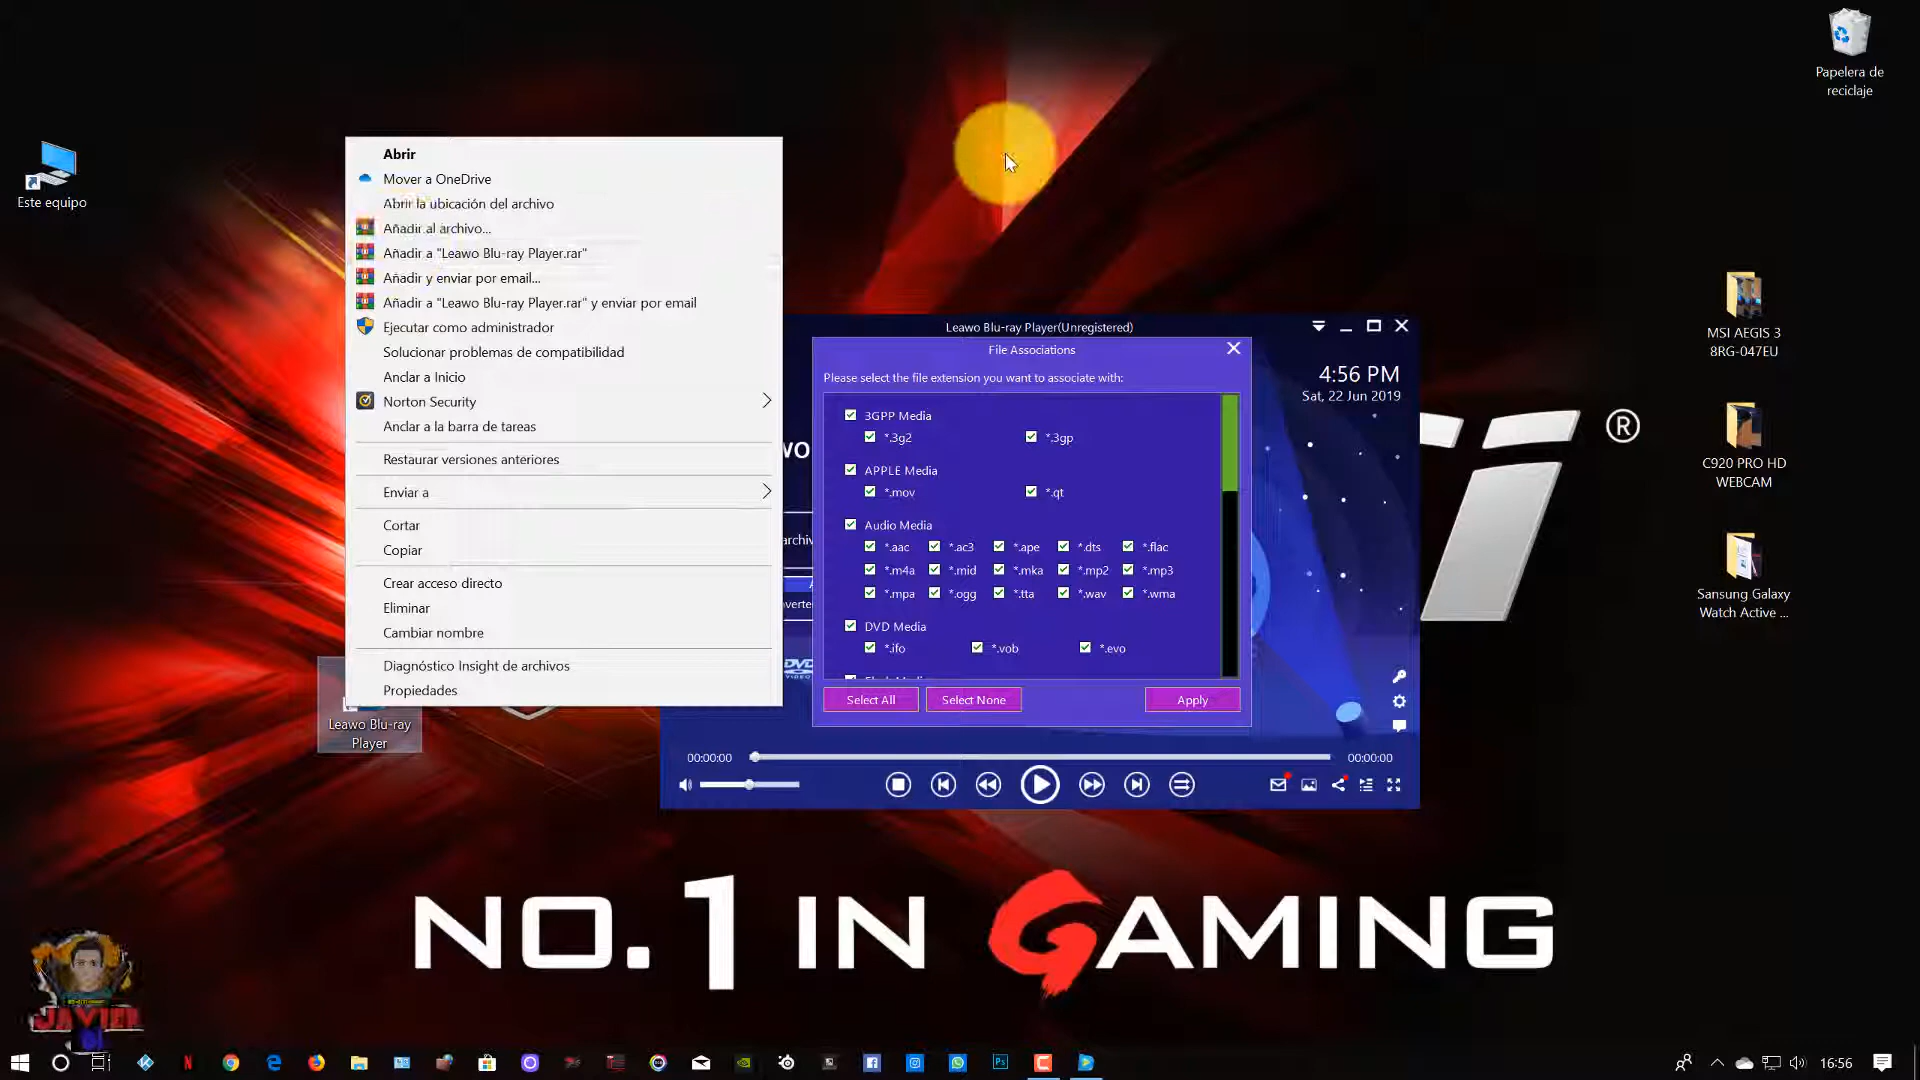 Papelera de
reciclaje
Este equipo
Abrir
Mover a OneDrive
Abrir la ubicación del archivo
Añadir al archivo...
Añadir a "Leawo Blu-ray Player.rar"
Añadir y enviar por email...
Añadir a "Leawo Blu-ray Player.rar" y enviar por email
Ejecutar como administrador
Solucionar problemas de compatibilidad
Anclar a Inicio
Norton Security
Anclar a la barra de tareas
Restaurar versiones anteriores
Enviar a
Cortar
Copiar
Crear acceso directo
Eliminar
Cambiar nombre
Diagnóstico Insight de archivos
Propiedades
Leawo Blu-ray
Player
Leawo Blu-ray Player(Unregistered)
File Associations
Please select the file extension you want to associate with:
3GPP Media
*.3g2 *.3gp
APPLE Media
*.mov *.qt
Audio Media
*.aac *.ac3 *.ape *.dts *.flac
*.m4a *.mid *.mka *.mp2 *.mp3
*.mpa *.ogg *.tta *.wav *.wma
DVD Media
*.ifo *.vob *.evo
Select All Select None Apply
4:56 PM
Sat, 22 Jun 2019
00:00:00 00:00:00
MSI AEGIS 3
8RG-047EU
C920 PRO HD
WEBCAM
Sansung Galaxy
Watch Active ...
®
NO.1 IN GAMING
JAVIER
16:56